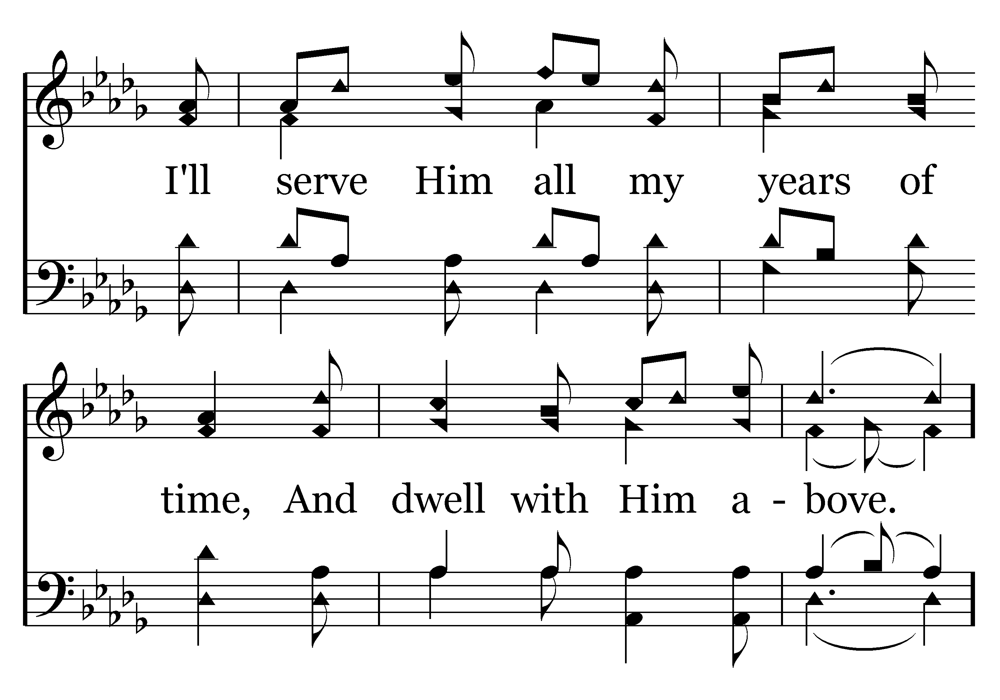 I'll serve Him all my years of
time, And dwell with Him a - bove.